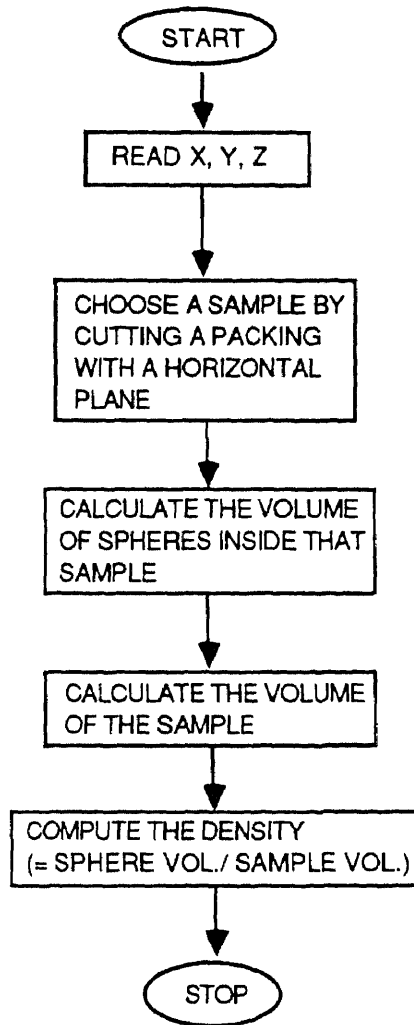 START
READ X, Y, Z
CHOOSE A SAMPLE BY
CUTTING A PACKING
WITH A HORIZONTAL
PLANE
CALCULATE THE VOLUME
OF SPHERES INSIDE THAT
SAMPLE
CALCULATE THE VOLUME
OF THE SAMPLE
COMPUTE THE DENSITY
(= SPHERE VOL./ SAMPLE VOL.)
STOP